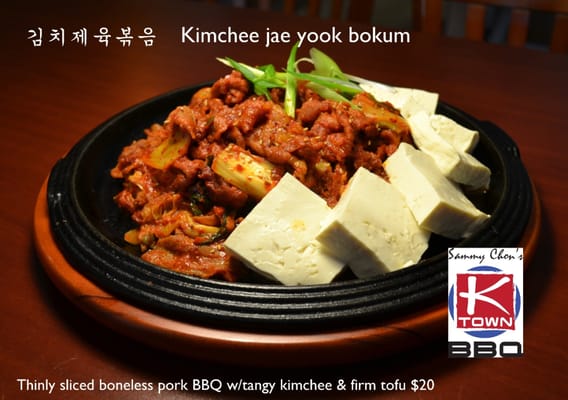 김치제육볶음 Kimchee jae yook bokum
Sammy Chon's
K
TOWN
BBQ
Thinly sliced boneless pork BBQ w/tangy kimchee & firm tofu $20